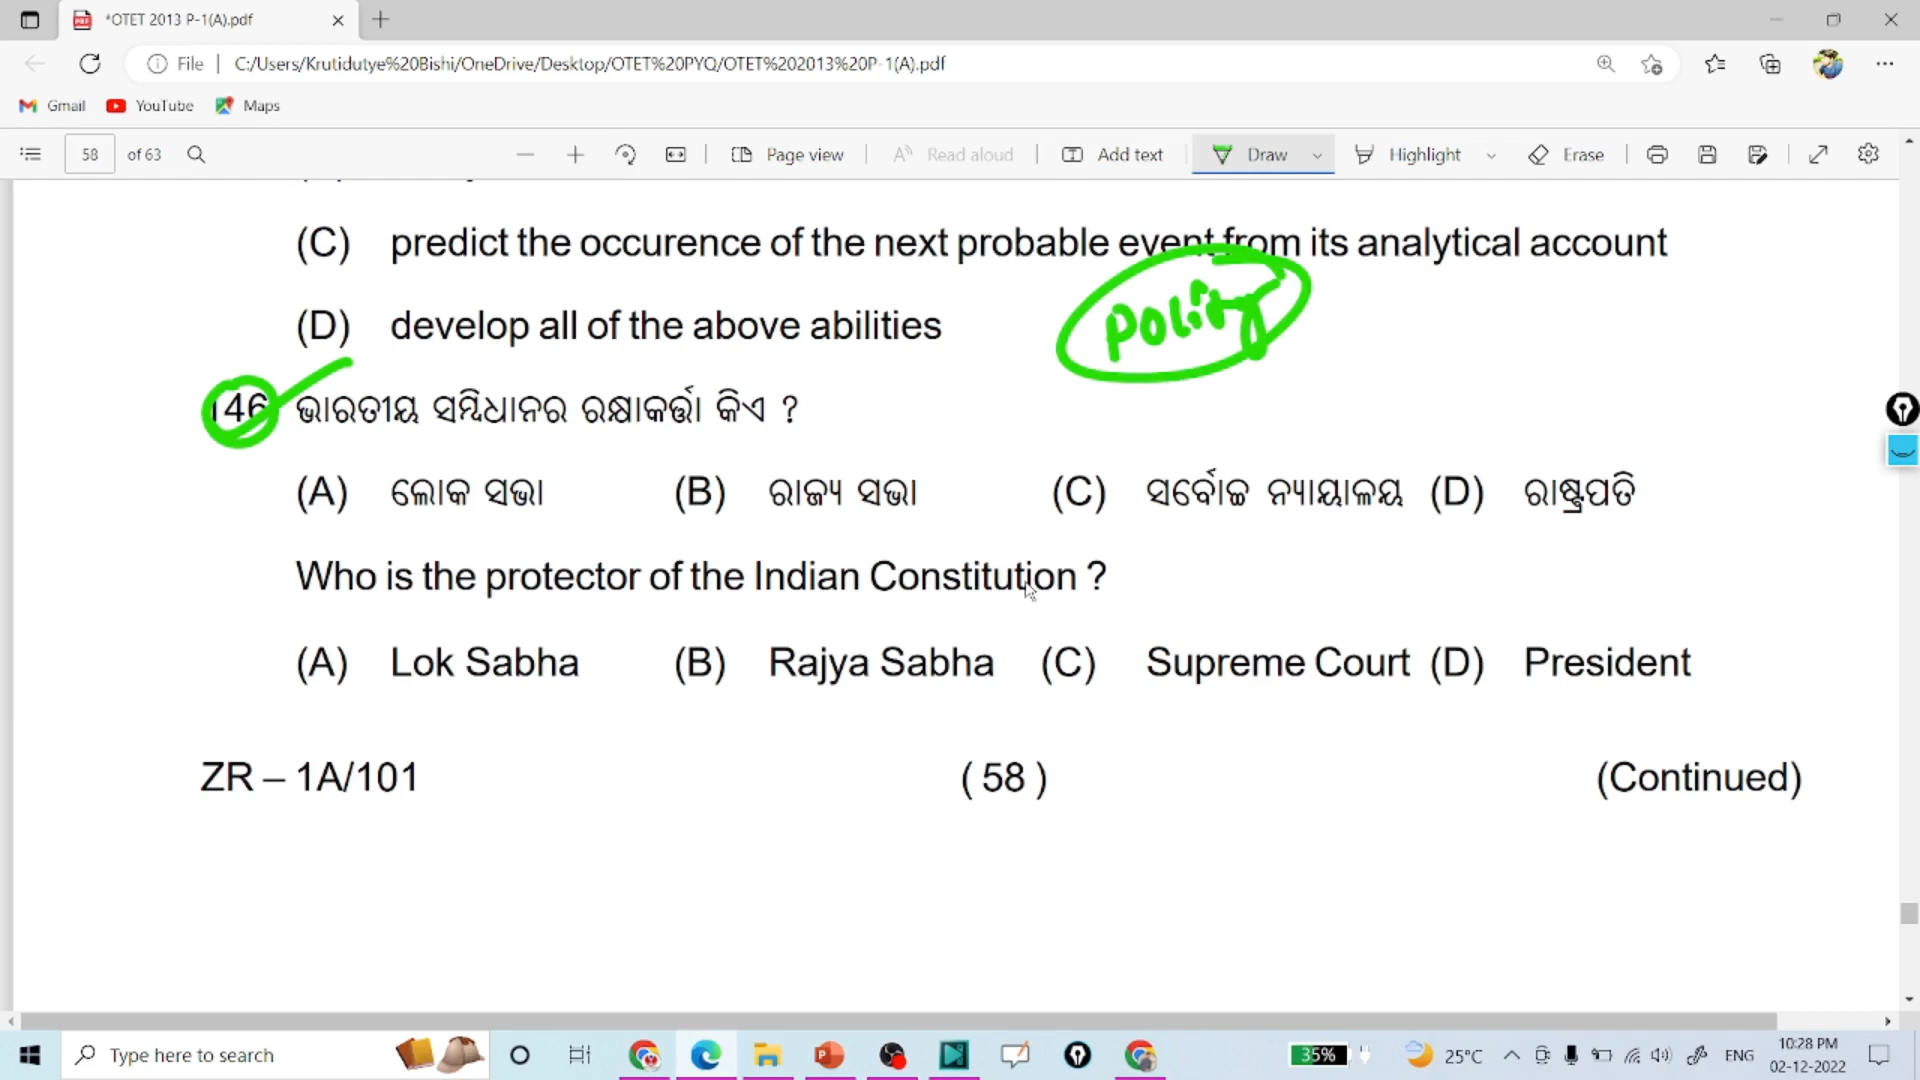 *OTET 2013 P-1(A).pdf
File | C:/Users/Krutidutye%20Bishi/OneDrive/Desktop/OTET%20PYQ/OTET%202013%20P-1(A).pdf
Gmail YouTube Maps
58 of 63 Page view Read aloud Add text Draw Highlight Erase
(C) predict the occurence of the next probable event from its analytical account
(D) develop all of the above abilities
Polity
146 ଭାରତୀୟ ସମ୍ବିଧାନର ରକ୍ଷାକର୍ତ୍ତା କିଏ ?
(A) ଲୋକ ସଭା (B) ରାଜ୍ୟ ସଭା (C) ସର୍ବୋଚ୍ଚ ନ୍ୟାୟାଳୟ (D) ରାଷ୍ଟ୍ରପତି
Who is the protector of the Indian Constitution ?
(A) Lok Sabha (B) Rajya Sabha (C) Supreme Court (D) President
ZR – 1A/101 ( 58 ) (Continued)
Type here to search 35% 25°C ENG 10:28 PM
02-12-2022